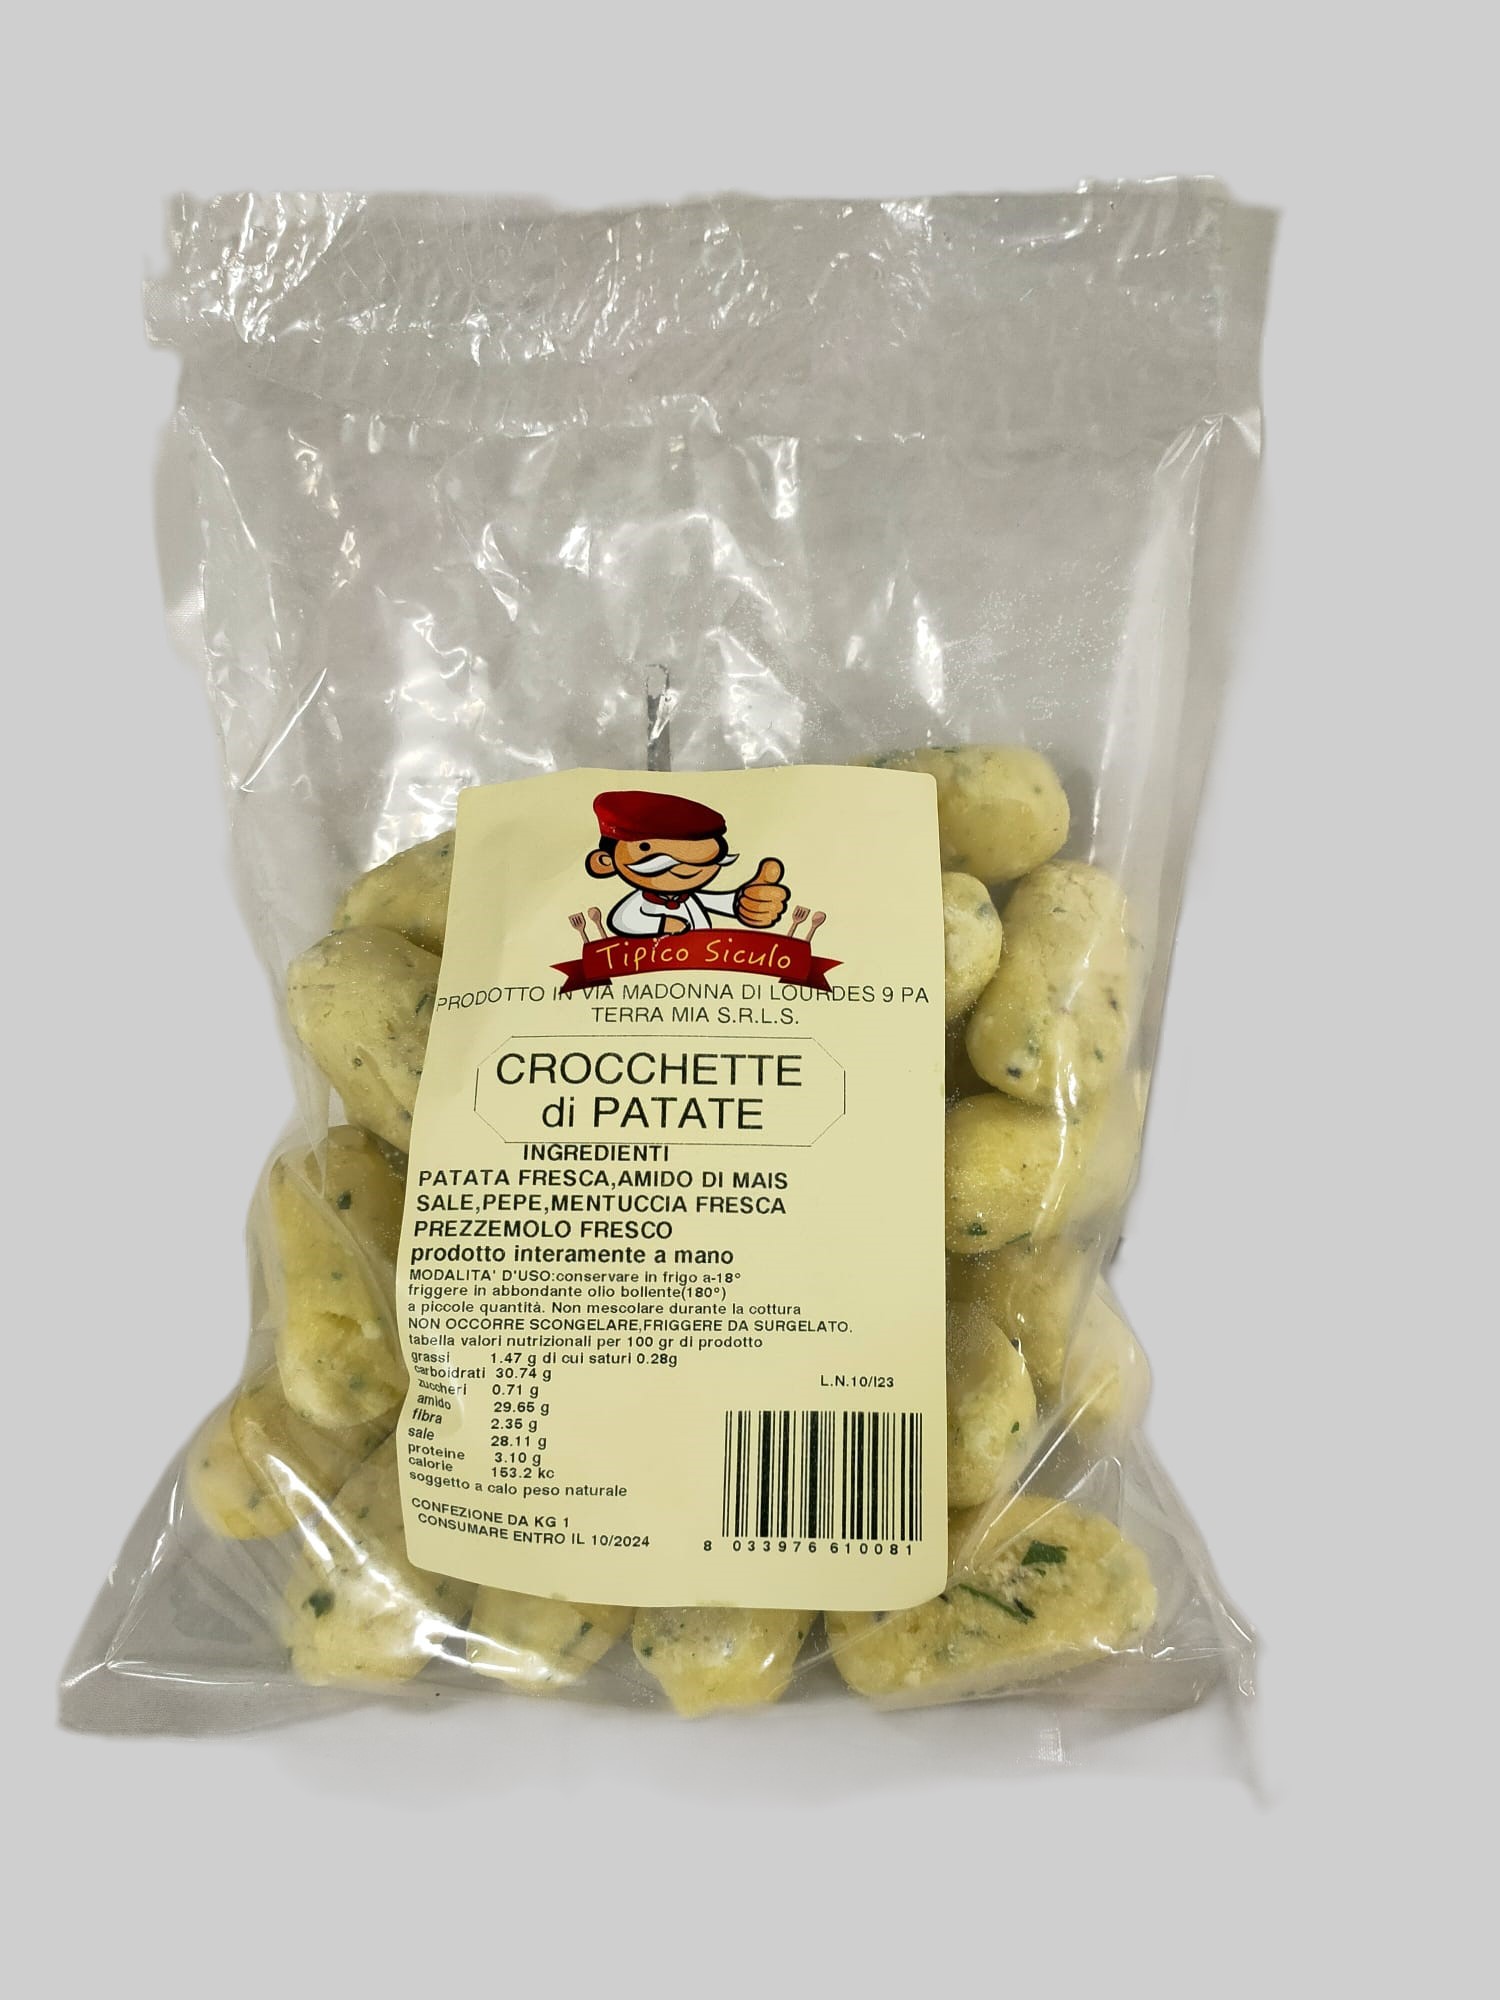 Tipico Siculo
PRODOTTO IN VIA MADONNA DI LOURDES 9 PA
TERRA MIA S.R.L.S.
CROCCHETTE
di PATATE
INGREDIENTI
PATATA FRESCA,AMIDO DI MAIS
SALE,PEPE,MENTUCCIA FRESCA
PREZZEMOLO FRESCO
prodotto interamente a mano
MODALITA' D'USO:conservare in frigo a-18°
friggere in abbondante olio bollente(180°)
a piccole quantità. Non mescolare durante la cottura
NON OCCORRE SCONGELARE,FRIGGERE DA SURGELATO.
tabella valori nutrizionali per 100 gr di prodotto
grassi 1.47 g di cui saturi 0.28g
carboidrati 30.74 g
zuccheri 0.71 g
amido 29.65 g
fibra 2.35 g
sale 28.11 g
proteine 3.10 g
calorie 153.2 kc
soggetto a calo peso naturale
CONFEZIONE DA KG 1
CONSUMARE ENTRO IL 10/2024
L.N.10/I23
8 033976 610081